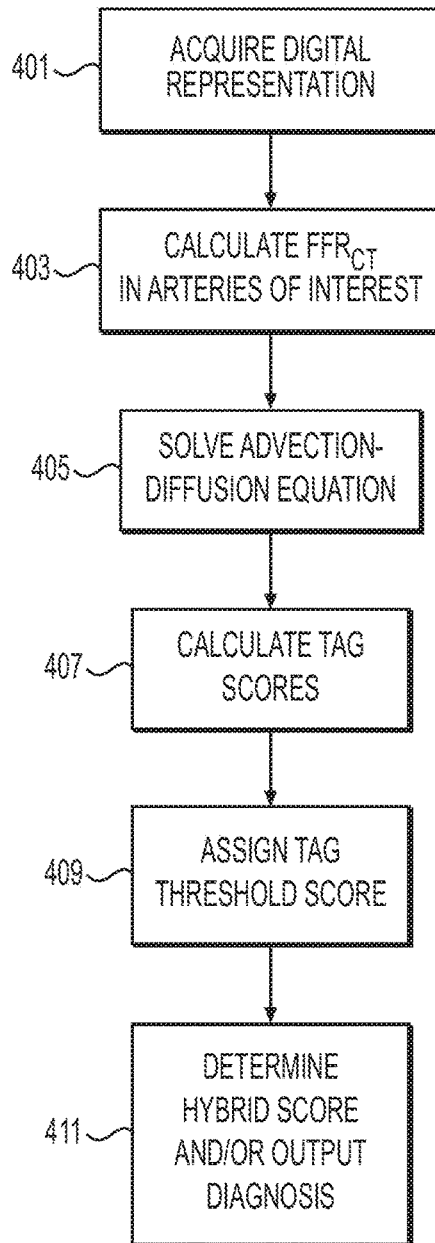 401
ACQUIRE DIGITAL
REPRESENTATION
403
CALCULATE FFRCT
IN ARTERIES OF INTEREST
405
SOLVE ADVECTION-
DIFFUSION EQUATION
407
CALCULATE TAG
SCORES
409
ASSIGN TAG
THRESHOLD SCORE
411
DETERMINE
HYBRID SCORE
AND/OR OUTPUT
DIAGNOSIS